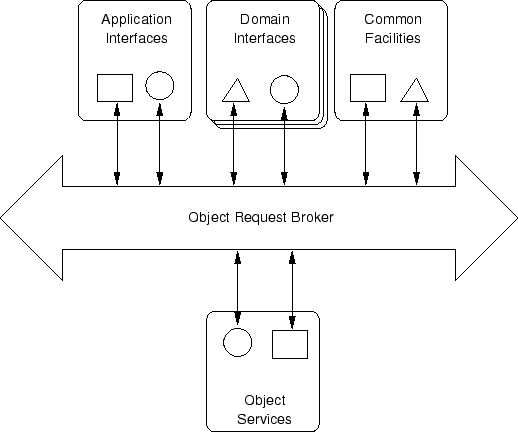 Application
Interfaces
Domain
Interfaces
Common
Facilities
Object Request Broker
Object
Services